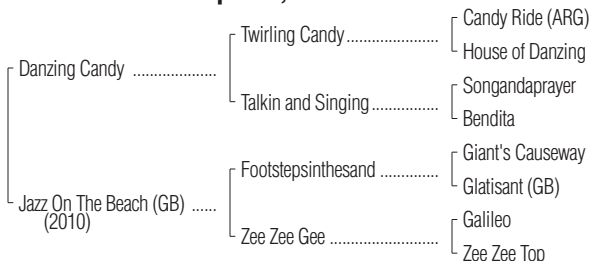 Candy Ride (ARG)
Twirling Candy
House of Danzing
Danzing Candy
Songandaprayer
Talkin and Singing
Bendita
Giant's Causeway
Footstepsinthesand
Glatisant (GB)
Jazz On The Beach (GB)
(2010)
Galileo
Zee Zee Gee
Zee Zee Top